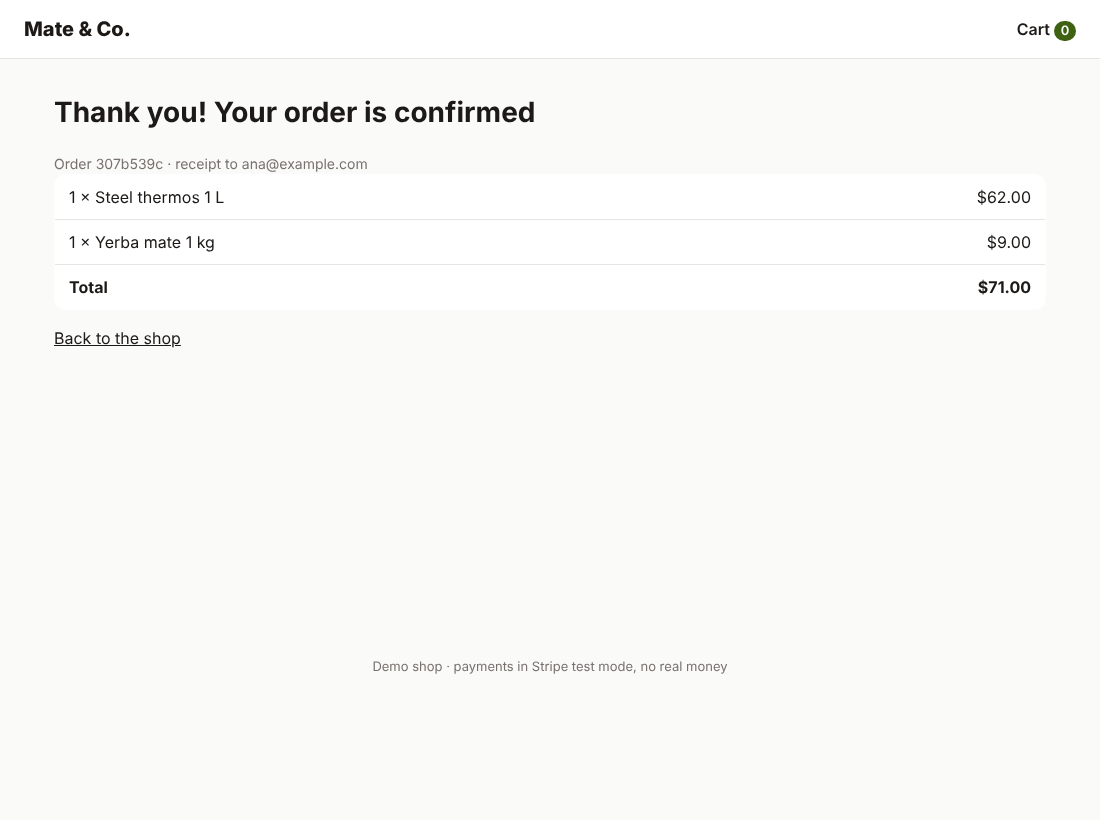 Mate & Co.
Cart 0
Thank you! Your order is confirmed
Order 307b539c · receipt to ana@example.com
1 × Steel thermos 1 L $62.00
1 × Yerba mate 1 kg $9.00
Total $71.00
Back to the shop
Demo shop · payments in Stripe test mode, no real money